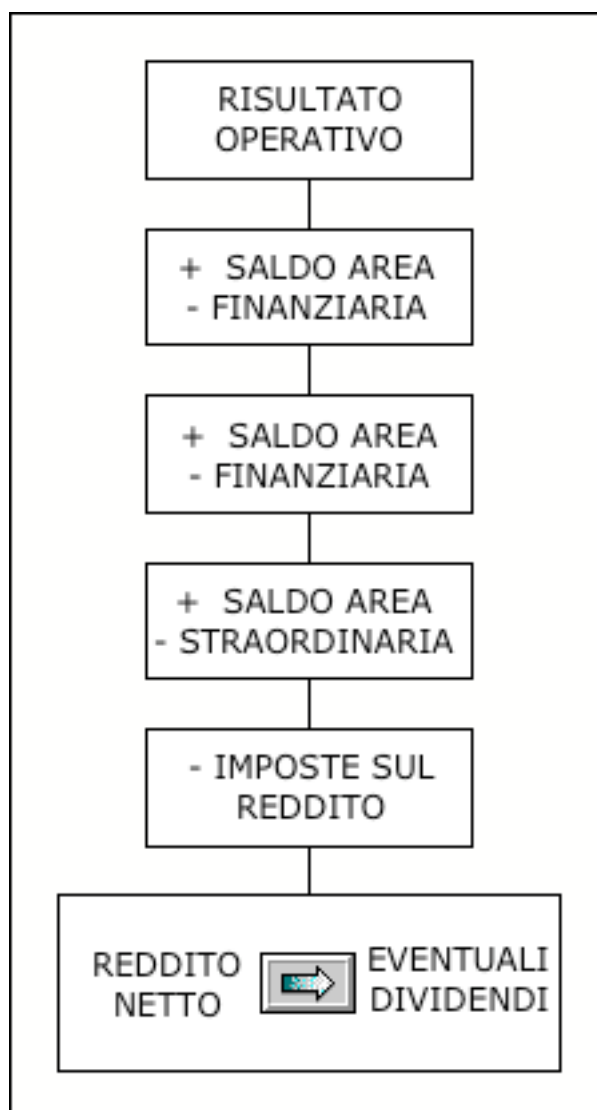 RISULTATO
OPERATIVO
+ SALDO AREA
- FINANZIARIA
+ SALDO AREA
- FINANZIARIA
+ SALDO AREA
- STRAORDINARIA
- IMPOSTE SUL
REDDITO
REDDITO
NETTO
EVENTUALI
DIVIDENDI